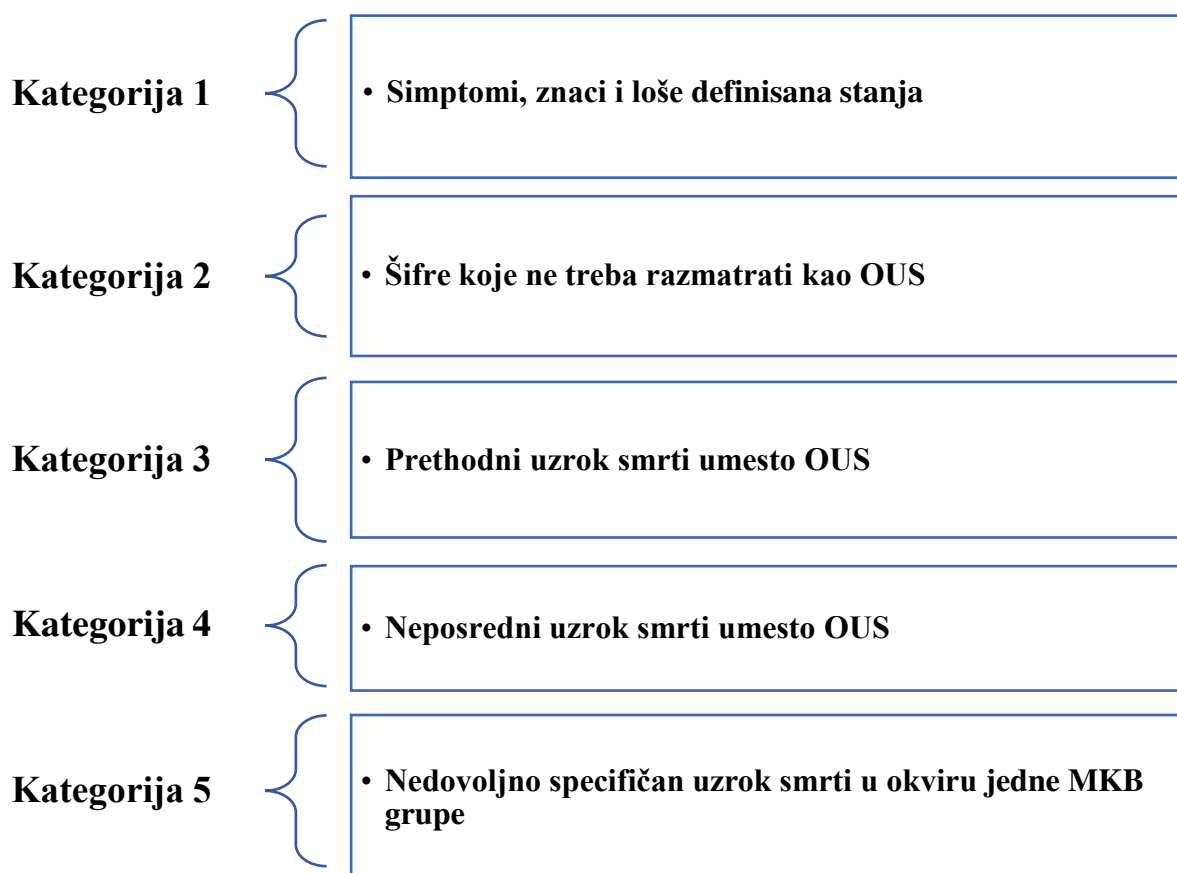 Kategorija 1
• Simptomi, znaci i loše definisana stanja
Kategorija 2
• Šifre koje ne treba razmatrati kao OUS
Kategorija 3
• Prethodni uzrok smrti umesto OUS
Kategorija 4
• Neposredni uzrok smrti umesto OUS
Kategorija 5
• Nedovoljno specifičan uzrok smrti u okviru jedne MKB
grupe